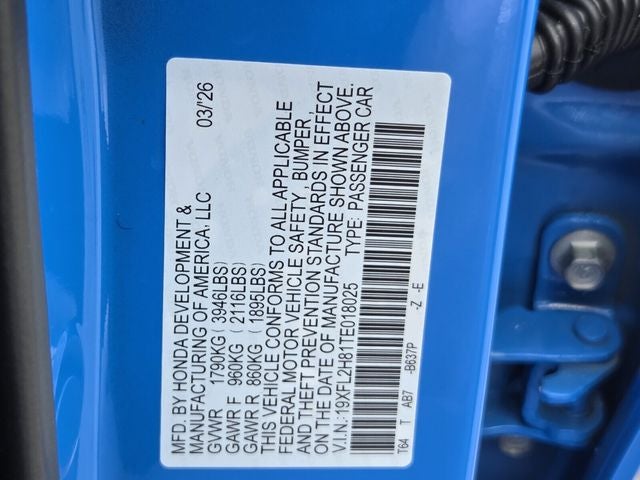 MFD. BY HONDA DEVELOPMENT & 03/'26
MANUFACTURING OF AMERICA, LLC
GVWR 1790KG ( 3946LBS)
GAWR F 960KG ( 2116LBS)
GAWR R 860KG ( 1895LBS)
THIS VEHICLE CONFORMS TO ALL APPLICABLE
FEDERAL MOTOR VEHICLE SAFETY, BUMPER,
AND THEFT PREVENTION STANDARDS IN EFFECT
ON THE DATE OF MANUFACTURE SHOWN ABOVE.
V.I.N.: 19XFL2H81TE018025 TYPE: PASSENGER CAR
T64 T AB7 -B637P -Z -E